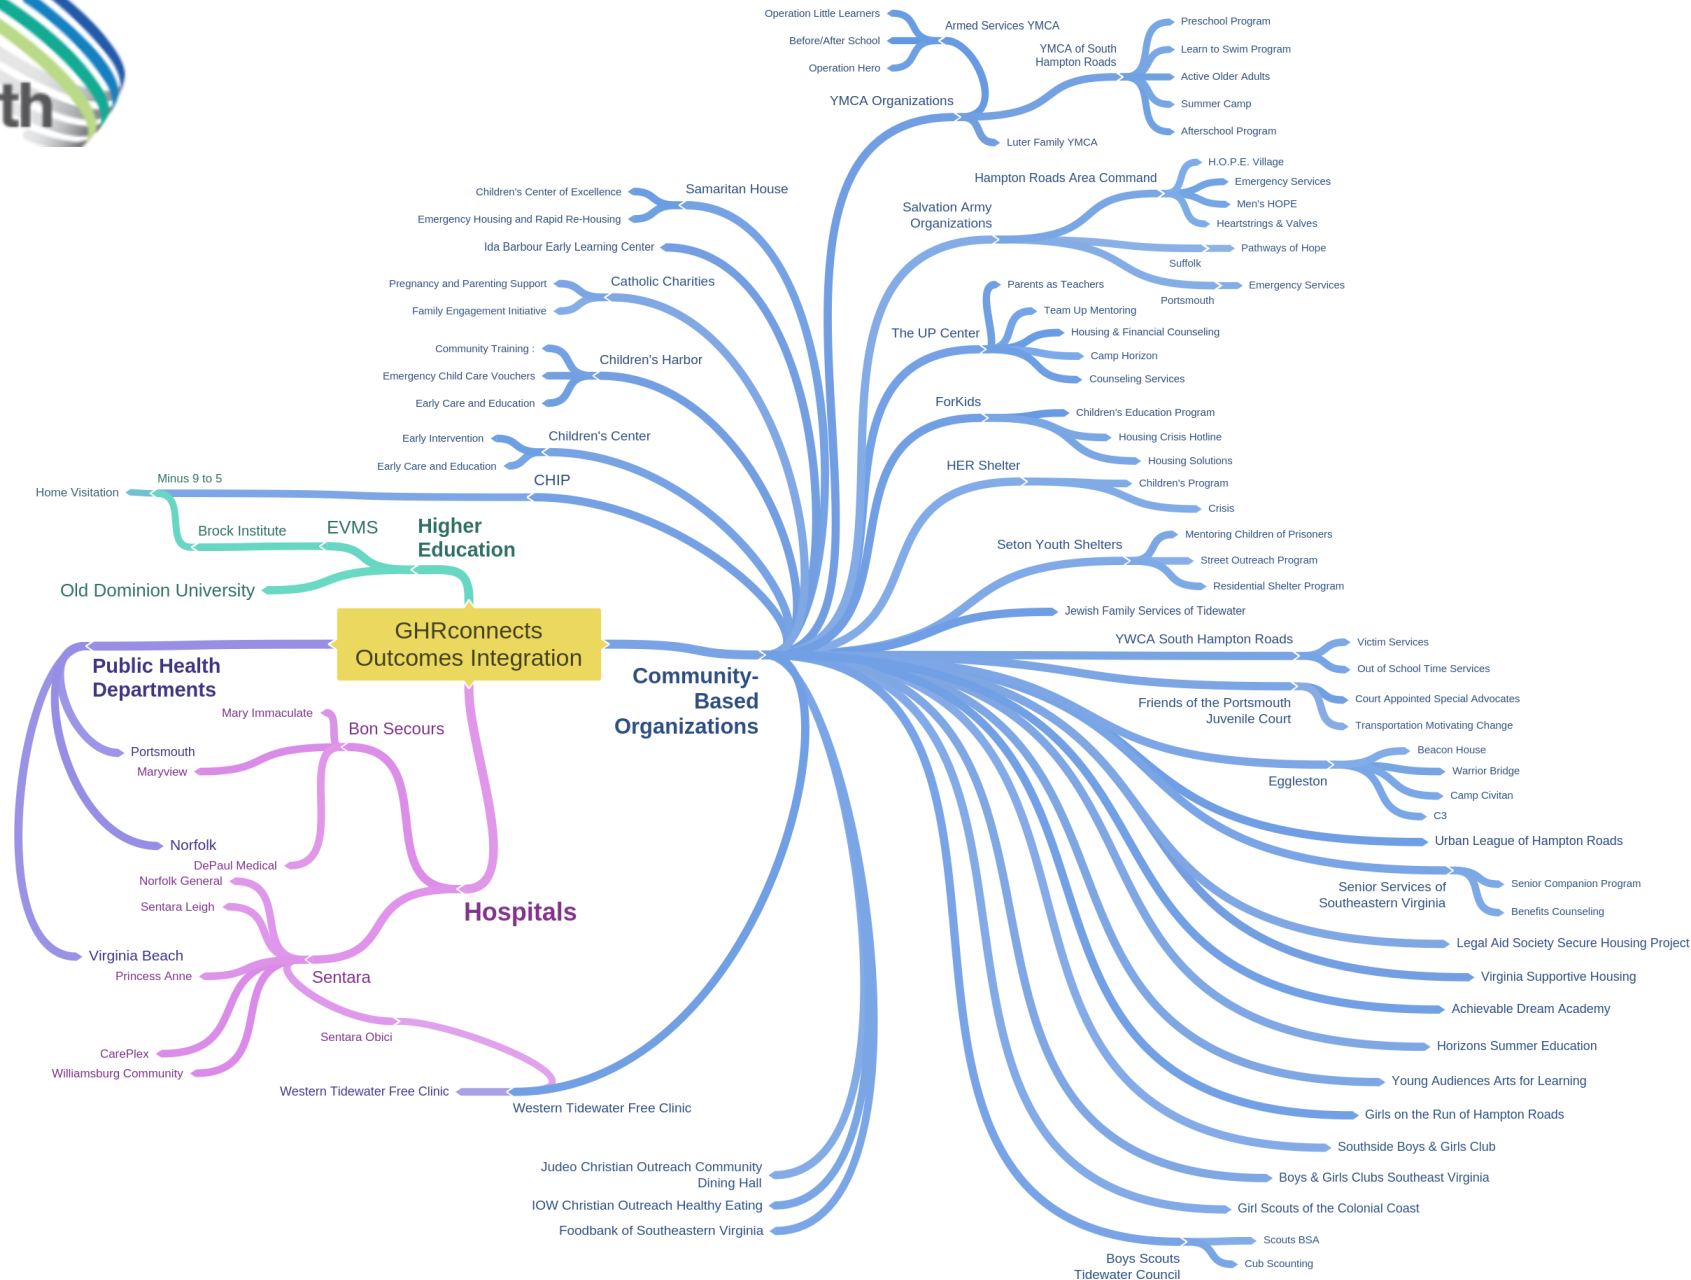 th
Operation Little Learners
Before/After School
Operation Hero
Armed Services YMCA
YMCA of South
Hampton Roads
Preschool Program
Learn to Swim Program
Active Older Adults
Summer Camp
Afterschool Program
YMCA Organizations
Luter Family YMCA
Children's Center of Excellence
Emergency Housing and Rapid Re-Housing
Samaritan House
Ida Barbour Early Learning Center
Pregnancy and Parenting Support
Family Engagement Initiative
Catholic Charities
Community Training :
Emergency Child Care Vouchers
Early Care and Education
Children's Harbor
Early Intervention
Early Care and Education
Children's Center
CHIP
Hampton Roads Area Command
H.O.P.E. Village
Emergency Services
Men's HOPE
Heartstrings & Valves
Salvation Army
Organizations
Pathways of Hope
Suffolk
Emergency Services
Portsmouth
Parents as Teachers
Team Up Mentoring
Housing & Financial Counseling
Camp Horizon
Counseling Services
The UP Center
ForKids
Children's Education Program
Housing Crisis Hotline
Housing Solutions
HER Shelter
Children's Program
Crisis
Seton Youth Shelters
Mentoring Children of Prisoners
Street Outreach Program
Residential Shelter Program
Jewish Family Services of Tidewater
YWCA South Hampton Roads
Victim Services
Out of School Time Services
Friends of the Portsmouth
Juvenile Court
Court Appointed Special Advocates
Transportation Motivating Change
Eggleston
Beacon House
Warrior Bridge
Camp Civitan
C3
Urban League of Hampton Roads
Senior Services of
Southeastern Virginia
Senior Companion Program
Benefits Counseling
Legal Aid Society Secure Housing Project
Virginia Supportive Housing
Achievable Dream Academy
Horizons Summer Education
Young Audiences Arts for Learning
Girls on the Run of Hampton Roads
Southside Boys & Girls Club
Boys & Girls Clubs Southeast Virginia
Girl Scouts of the Colonial Coast
Boys Scouts
Tidewater Council
Scouts BSA
Cub Scounting
Home Visitation
Minus 9 to 5
Brock Institute
EVMS
Higher
Education
Old Dominion University
GHRconnects
Outcomes Integration
Community-
Based
Organizations
Public Health
Departments
Portsmouth
Norfolk
Virginia Beach
Mary Immaculate
Bon Secours
Maryview
DePaul Medical
Norfolk General
Sentara Leigh
Hospitals
Princess Anne
Sentara
CarePlex
Williamsburg Community
Sentara Obici
Western Tidewater Free Clinic
Western Tidewater Free Clinic
Judeo Christian Outreach Community
Dining Hall
IOW Christian Outreach Healthy Eating
Foodbank of Southeastern Virginia